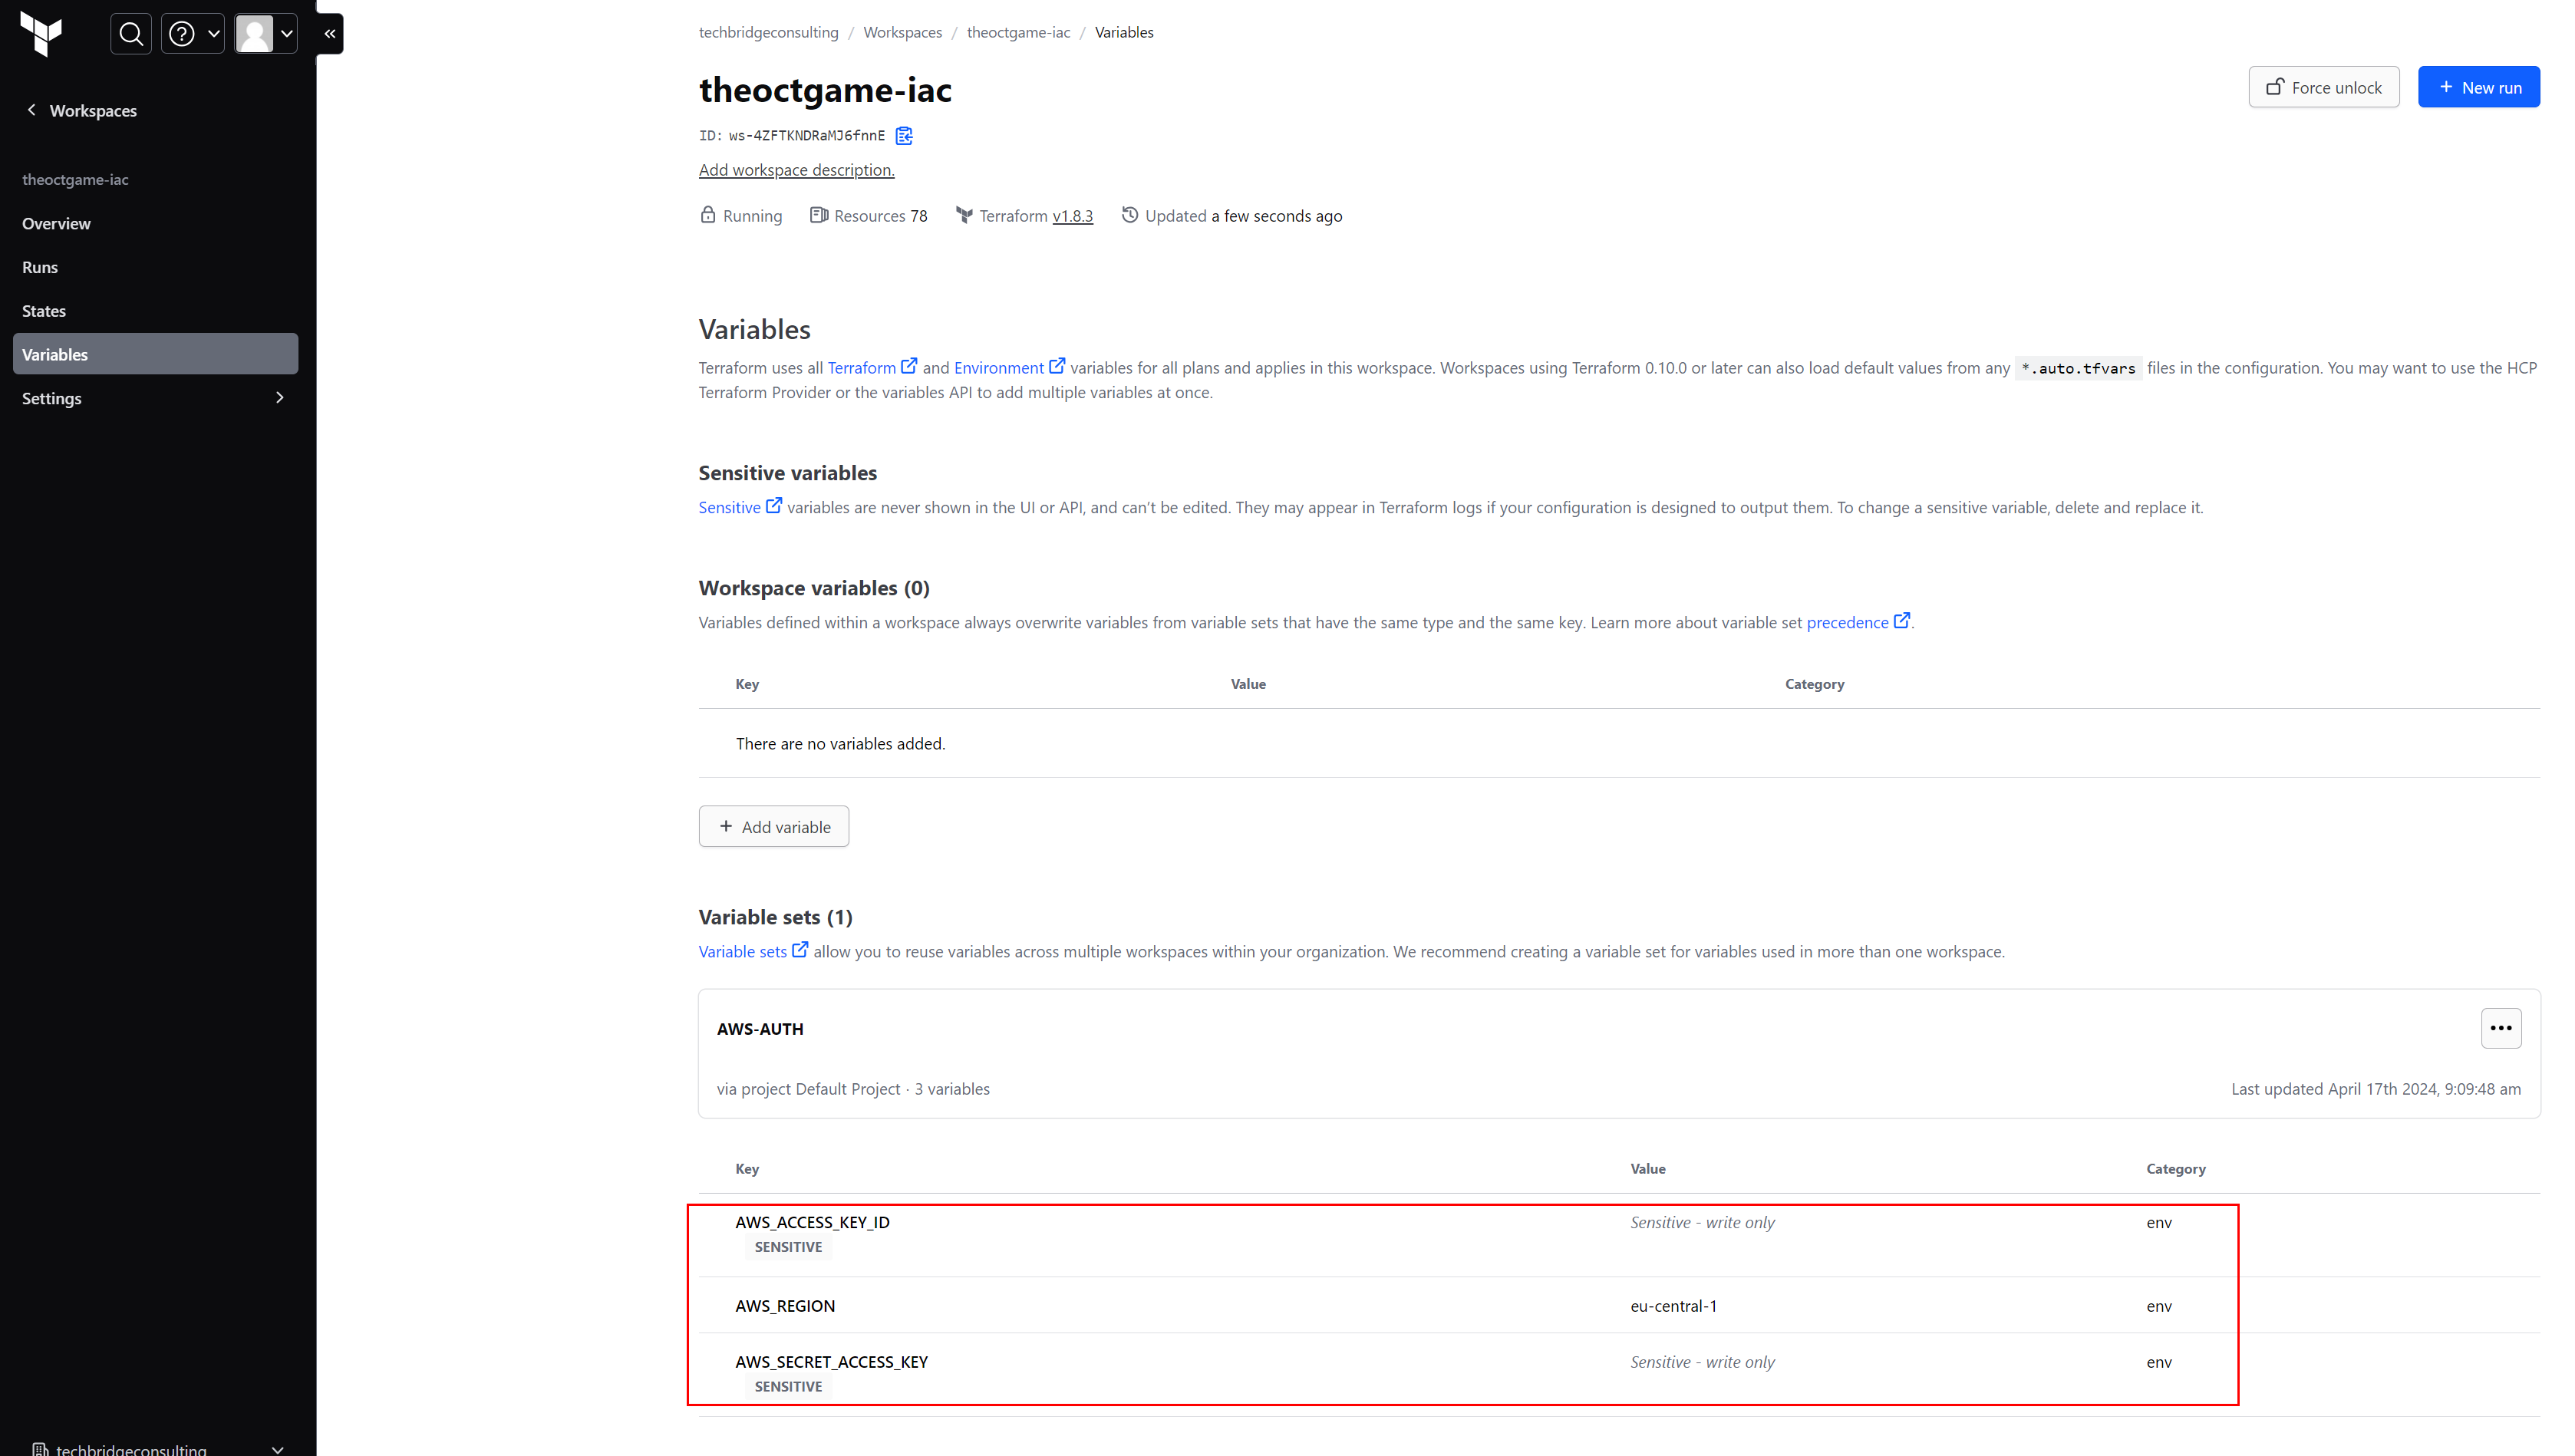 Workspaces
theoctgame-iac
Overview
Runs
States
Variables
Settings
techbridgeconsulting
techbridgeconsulting / Workspaces / theoctgame-iac / Variables
theoctgame-iac
Force unlock
+ New run
ID: ws-4ZFTKNDRaMJ6fnnE
Add workspace description.
Running Resources 78 Terraform v1.8.3 Updated a few seconds ago
Variables
Terraform uses all Terraform and Environment variables for all plans and applies in this workspace. Workspaces using Terraform 0.10.0 or later can also load default values from any *.auto.tfvars files in the configuration. You may want to use the HCP
Terraform Provider or the variables API to add multiple variables at once.
Sensitive variables
Sensitive variables are never shown in the UI or API, and can't be edited. They may appear in Terraform logs if your configuration is designed to output them. To change a sensitive variable, delete and replace it.
Workspace variables (0)
Variables defined within a workspace always overwrite variables from variable sets that have the same type and the same key. Learn more about variable set precedence.
Key Value Category
There are no variables added.
+ Add variable
Variable sets (1)
Variable sets allow you to reuse variables across multiple workspaces within your organization. We recommend creating a variable set for variables used in more than one workspace.
AWS-AUTH
via project Default Project · 3 variables
Last updated April 17th 2024, 9:09:48 am
Key Value Category
AWS_ACCESS_KEY_ID Sensitive - write only env
SENSITIVE
AWS_REGION eu-central-1 env
AWS_SECRET_ACCESS_KEY Sensitive - write only env
SENSITIVE